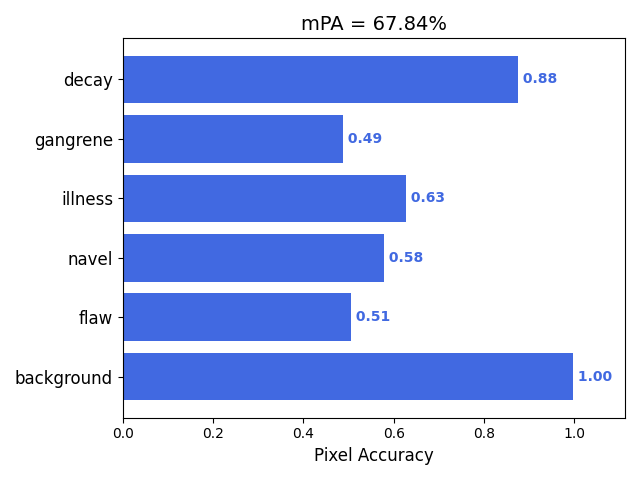 mPA = 67.84%
decay 0.88
gangrene 0.49
illness 0.63
navel 0.58
flaw 0.51
background 1.00
0.0 0.2 0.4 0.6 0.8 1.0
Pixel Accuracy